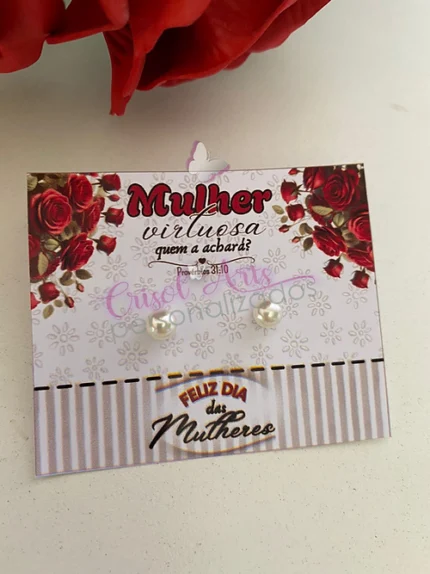 Mulher
virtuosa
quem a achará?
Provérbios 31:10
Crisol Arts
personalizados
FELIZ DIA
das
Mulheres